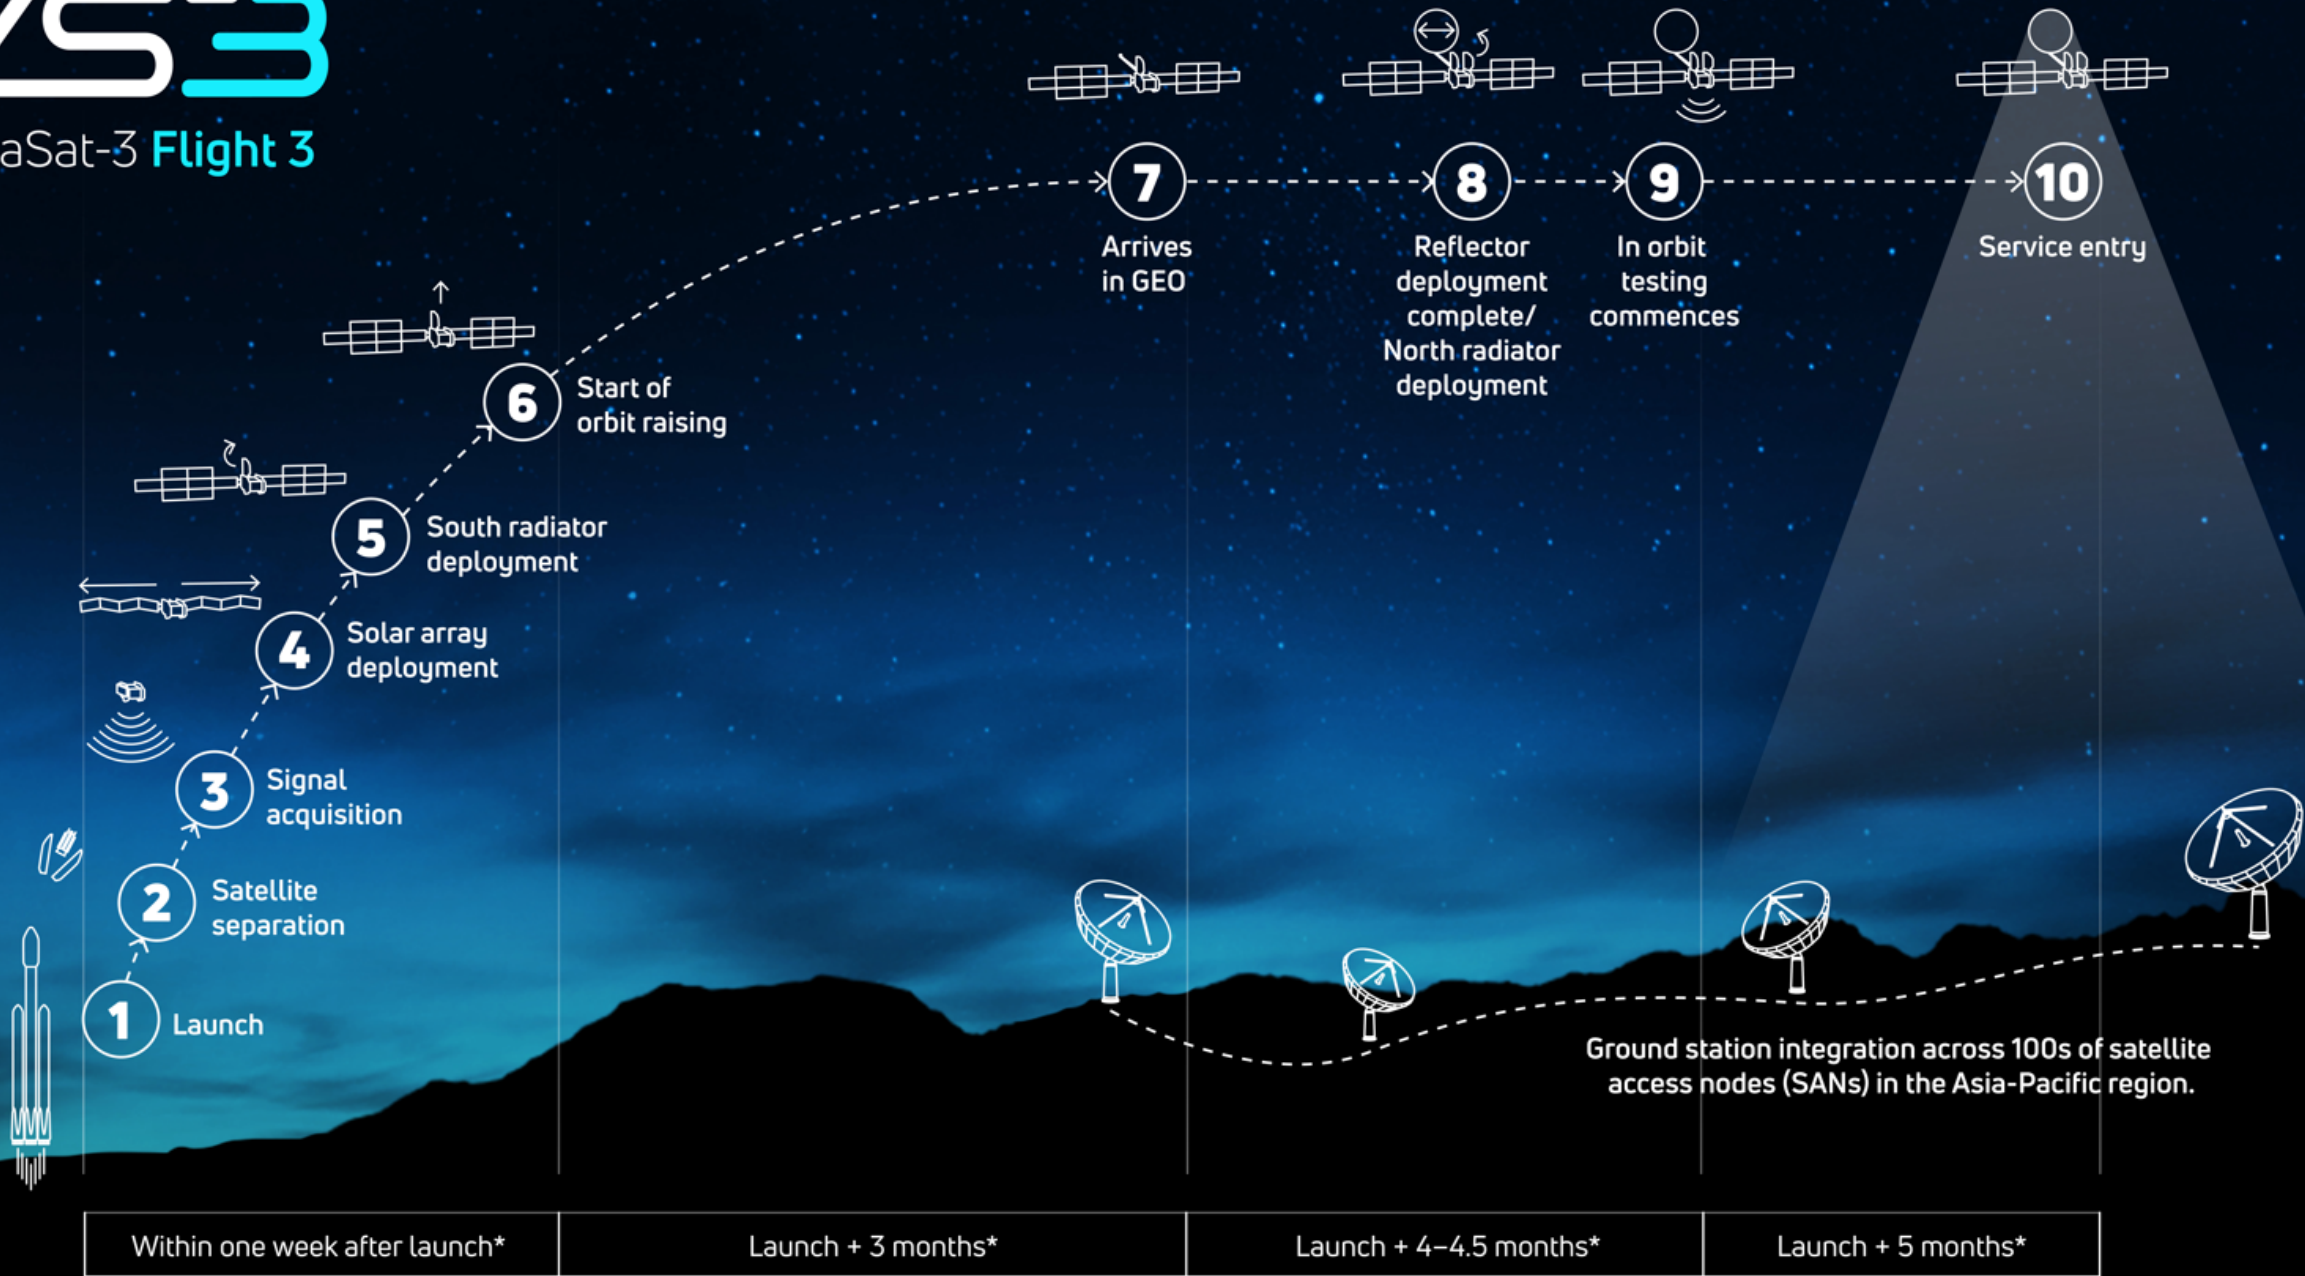 VS-3
aSat-3 Flight 3
7
8
9
10
Arrives
in GEO
Reflector
deployment
complete/
North radiator
deployment
In orbit
testing
commences
Service entry
6
Start of
orbit raising
5
South radiator
deployment
4
Solar array
deployment
3
Signal
acquisition
2
Satellite
separation
1
Launch
Ground station integration across 100s of satellite
access nodes (SANs) in the Asia-Pacific region.
Within one week after launch*
Launch + 3 months*
Launch + 4–4.5 months*
Launch + 5 months*